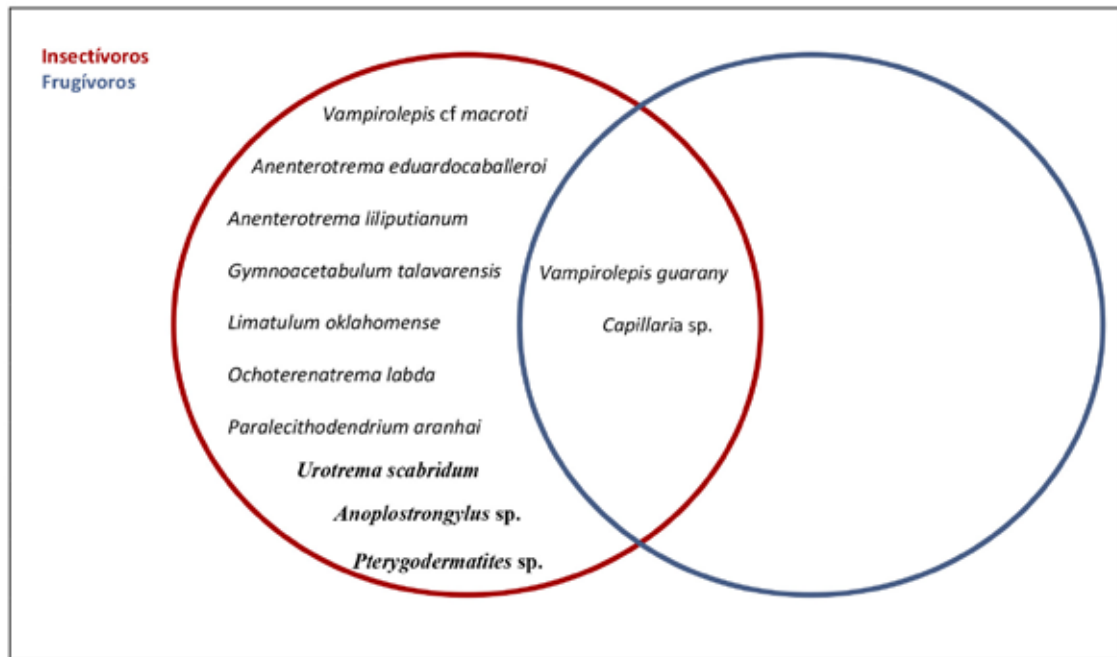 Insectívoros
Frugívoros
Vampirolepis cf macroti
Anenterotrema eduardocaballeroi
Anenterotrema liliputianum
Gymnoacetabulum talavarensis
Vampirolepis guarany
Limatulum oklahomense
Capillaria sp.
Ochoterenatrema labda
Paralecithodendrium aranhai
Urotrema scabridum
Anoplostrongylus sp.
Pterygodermatites sp.